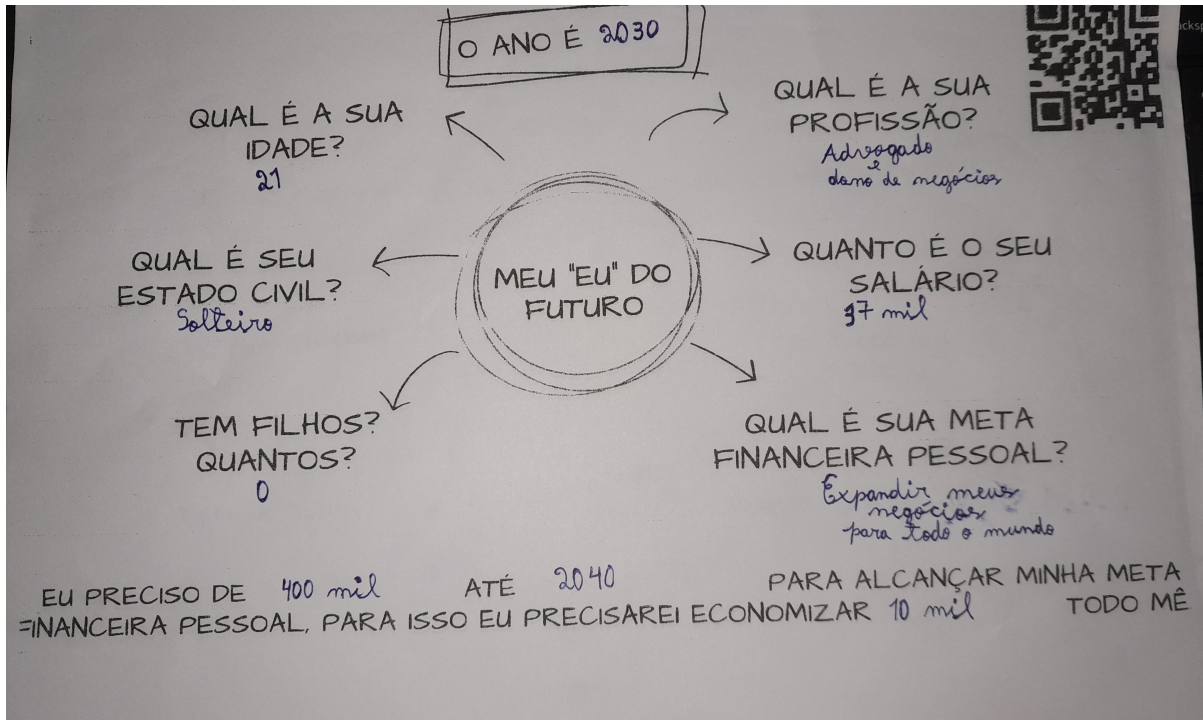 O ANO É 2030
QUAL É A SUA
IDADE?
21
QUAL É A SUA
PROFISSÃO?
Advogado
e
dono de negócios
QUAL É SEU
ESTADO CIVIL?
Solteiro
MEU "EU" DO
FUTURO
QUANTO É O SEU
SALÁRIO?
37 mil
TEM FILHOS?
QUANTOS?
0
QUAL É SUA META
FINANCEIRA PESSOAL?
Expandir meus
negócios
para todo o mundo
EU PRECISO DE 400 mil ATÉ 2040 PARA ALCANÇAR MINHA META
FINANCEIRA PESSOAL, PARA ISSO EU PRECISAREI ECONOMIZAR 10 mil TODO MÊ